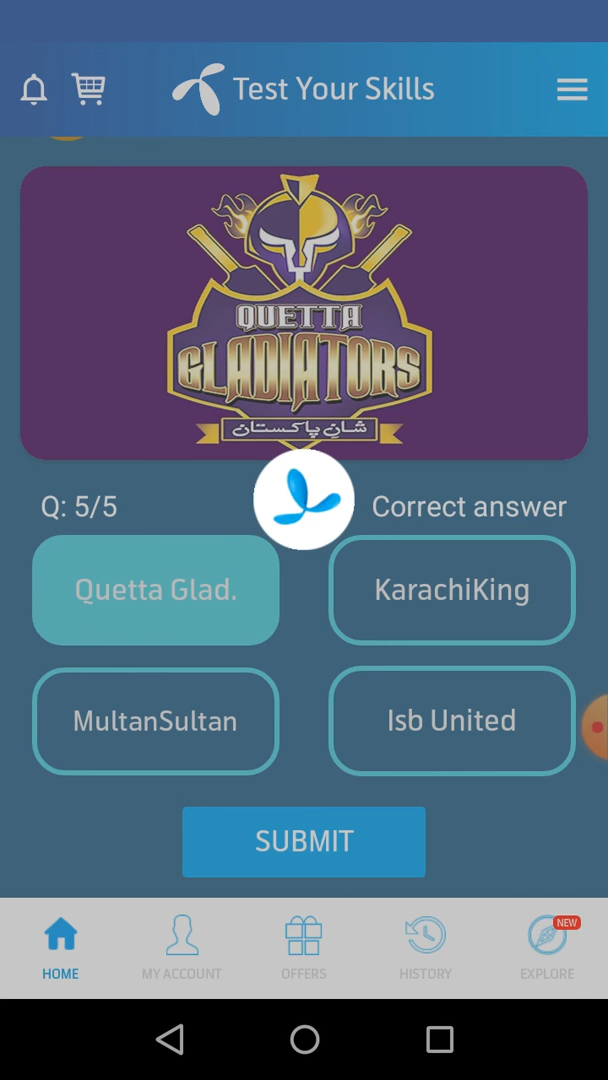 Test Your Skills
QUETTA
GLADIATORS
شانِ پاکستان
Q: 5/5
Correct answer
Quetta Glad.
KarachiKing
MultanSultan
Isb United
SUBMIT
NEW
HOME
MY ACCOUNT
OFFERS
HISTORY
EXPLORE